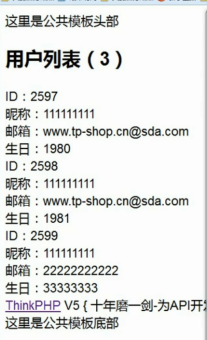 这里是公共模板头部
用户列表（3）
ID：2597
昵称：111111111
邮箱：www.tp-shop.cn@sda.com
生日：1980
ID：2598
昵称：111111111
邮箱：www.tp-shop.cn@sda.com
生日：1981
ID：2599
昵称：111111111
邮箱：22222222222
生日：33333333
ThinkPHP V5 { 十年磨一剑-为API开
这里是公共模板底部